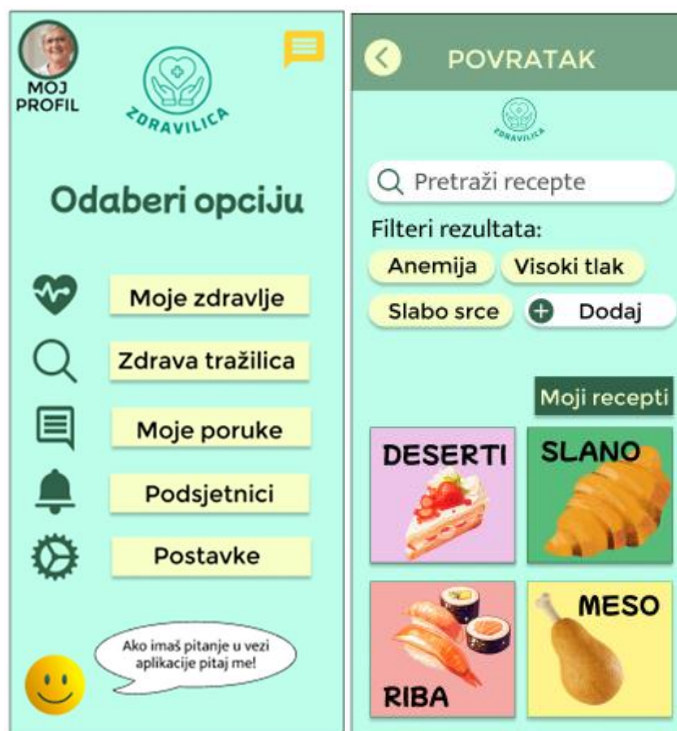 MOJ
PROFIL
ZDRAVILICA
Odaberi opciju
Moje zdravlje
Zdrava tražilica
Moje poruke
Podsjetnici
Postavke
Ako imaš pitanje u vezi
aplikacije pitaj me!
POVRATAK
ZDRAVILICA
Pretraži recepte
Filteri rezultata:
Anemija
Visoki tlak
Slabo srce
Dodaj
Moji recepti
DESERTI
SLANO
RIBA
MESO